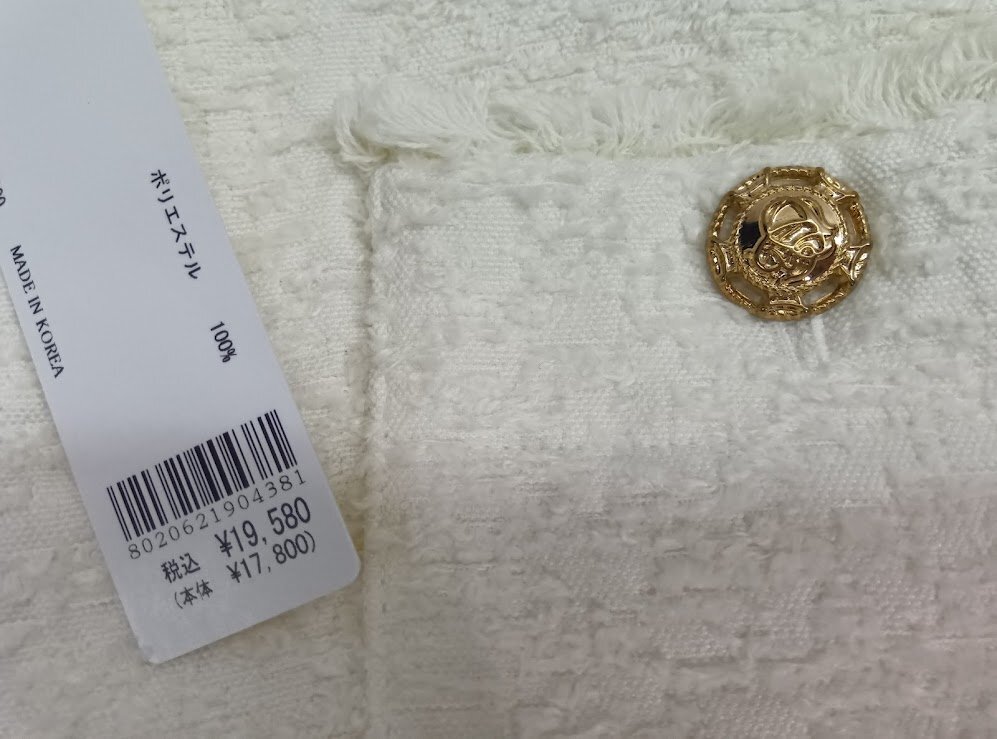 ポリエステル 100%
MADE IN KOREA
8020621904381
税込 ¥19,580
(本体 ¥17,800)